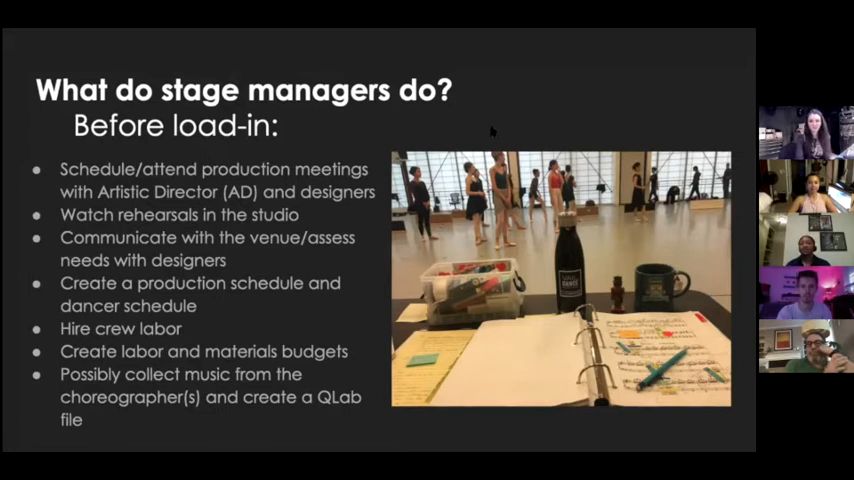 What do stage managers do?
Before load-in:
● Schedule/attend production meetings
with Artistic Director (AD) and designers
● Watch rehearsals in the studio
● Communicate with the venue/assess
needs with designers
● Create a production schedule and
dancer schedule
● Hire crew labor
● Create labor and materials budgets
● Possibly collect music from the
choreographer(s) and create a QLab
file
VAIL
DANCE